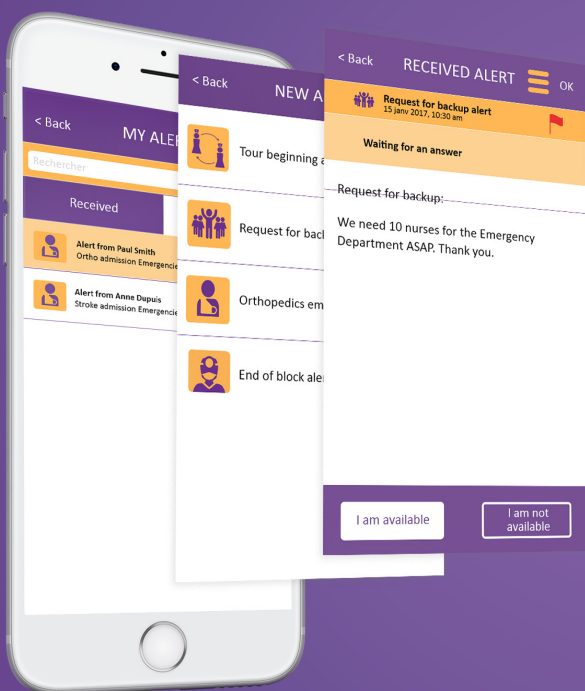 < Back
MY ALE
Rechercher
Received
Alert from Paul Smith
Ortho admission Emergencie
Alert from Anne Dupuis
Stroke admission Emergencie
< Back
NEW A
Tour beginning a
Request for back
Orthopedics em
End of block ale
< Back
RECEIVED ALERT
OK
Request for backup alert
15 janv 2017, 10:30 am
Waiting for an answer
Request for backup:
We need 10 nurses for the Emergency
Department ASAP. Thank you.
I am available
I am not
available